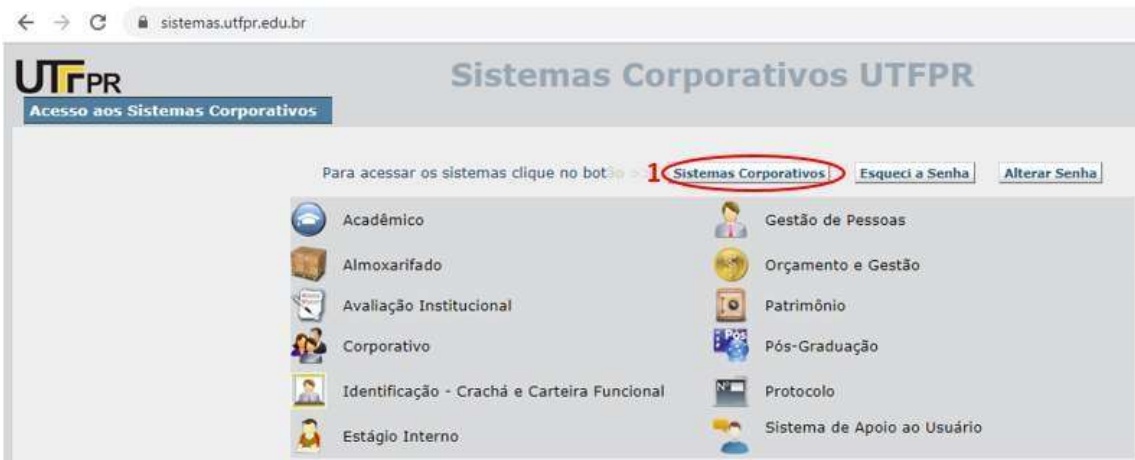 sistemas.utfpr.edu.br
UTFPR
Sistemas Corporativos UTFPR
Acesso aos Sistemas Corporativos
Para acessar os sistemas clique no botão > > 1 Sistemas Corporativos Esqueci a Senha Alterar Senha
Acadêmico Gestão de Pessoas
Almoxarifado Orçamento e Gestão
Avaliação Institucional Patrimônio
Corporativo Pós-Graduação
Identificação - Crachá e Carteira Funcional Protocolo
Estágio Interno Sistema de Apoio ao Usuário